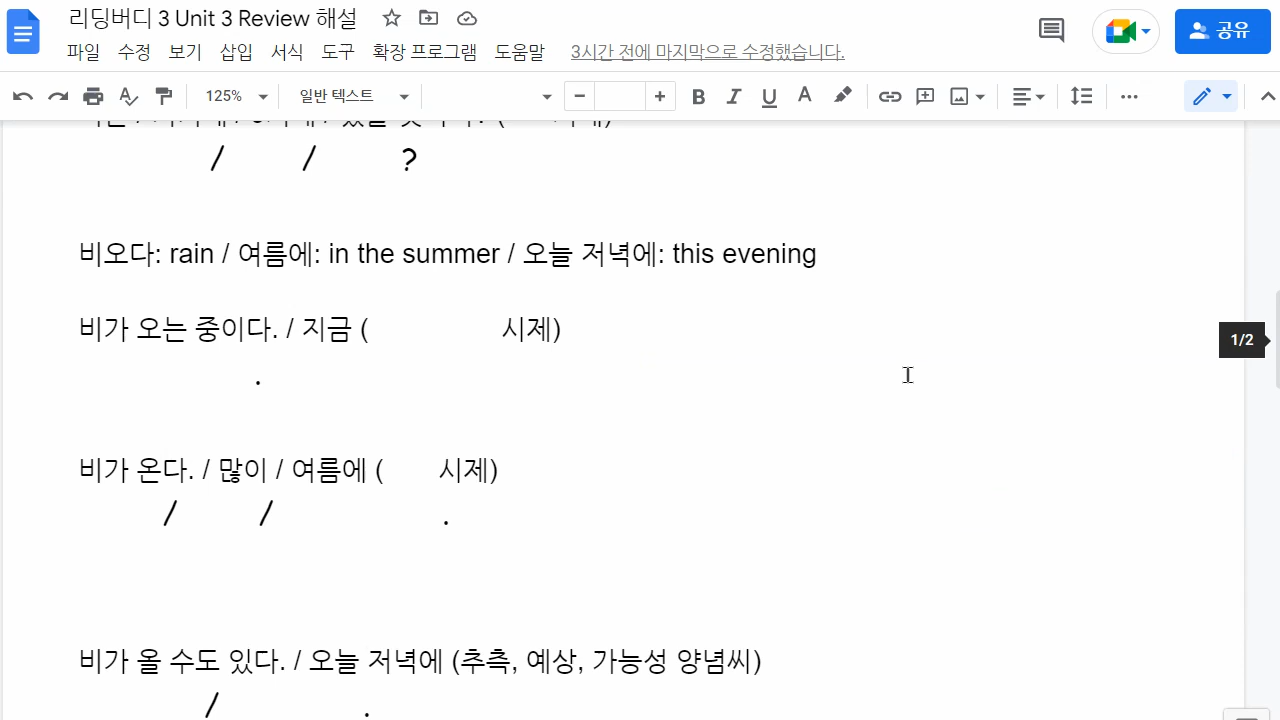 리딩버디 3 Unit 3 Review 해설
파일 수정 보기 삽입 서식 도구 확장 프로그램 도움말 3시간 전에 마지막으로 수정했습니다.
공유
125% 일반 텍스트 B I U A
/ / ?
비오다: rain / 여름에: in the summer / 오늘 저녁에: this evening
비가 오는 중이다. / 지금 ( 시제)
.
1/2
비가 온다. / 많이 / 여름에 ( 시제)
/ / .
비가 올 수도 있다. / 오늘 저녁에 (추측, 예상, 가능성 양념씨)
/ .